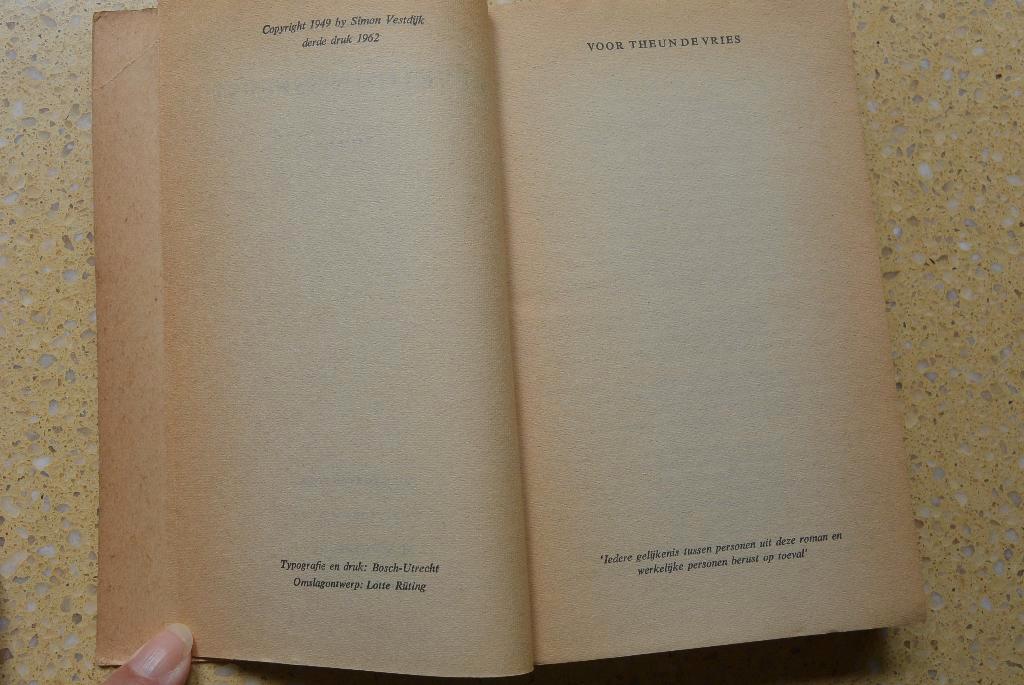 Copyright 1949 by Simon Vestdijk
derde druk 1962
Typografie en druk: Bosch-Utrecht
Omslagontwerp: Lotte Rüting
VOOR THEUN DE VRIES
‘Iedere gelijkenis tussen personen uit deze roman en
werkelijke personen berust op toeval’